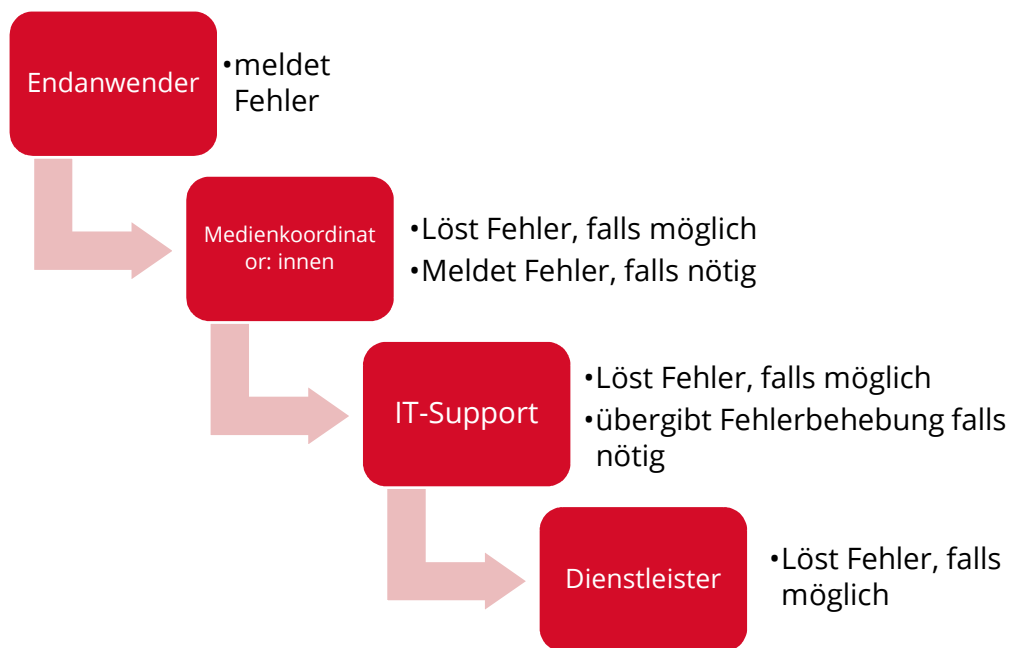 Endanwender
•meldet
Fehler
Medienkoordinat
or: innen
•Löst Fehler, falls möglich
•Meldet Fehler, falls nötig
IT-Support
•Löst Fehler, falls möglich
•übergibt Fehlerbehebung falls
nötig
Dienstleister
•Löst Fehler, falls
möglich